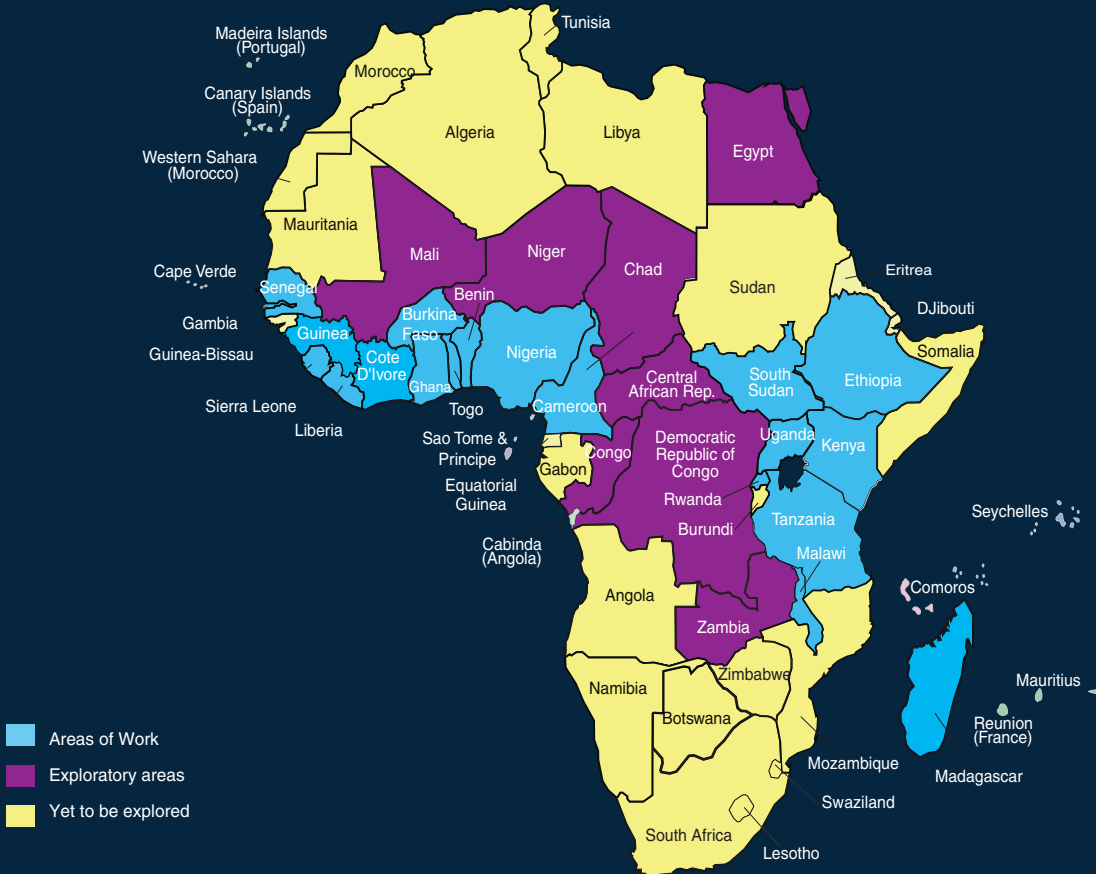 Tunisia
Madeira Islands
(Portugal)
Morocco
Canary Islands
(Spain)
Algeria
Libya
Egypt
Western Sahara
(Morocco)
Mauritania
Mali
Niger
Chad
Cape Verde
Senegal
Benin
Sudan
Eritrea
DJibouti
Gambia
Burkina
Faso
Guinea
Guinea-Bissau
Cote
D'Ivore
Nigeria
Somalia
Ghana
Central
African Rep.
South
Sudan
Ethiopia
Sierra Leone
Togo
Cameroon
Liberia
Sao Tome &
Principe
Congo
Democratic
Republic of
Congo
Uganda
Kenya
Gabon
Equatorial
Guinea
Rwanda
Burundi
Tanzania
Seychelles
Cabinda
(Angola)
Malawi
Comoros
Angola
Zambia
Namibia
Zimbabwe
Mauritius
Botswana
Reunion
(France)
Areas of Work
Mozambique
Madagascar
Exploratory areas
Swaziland
Yet to be explored
South Africa
Lesotho